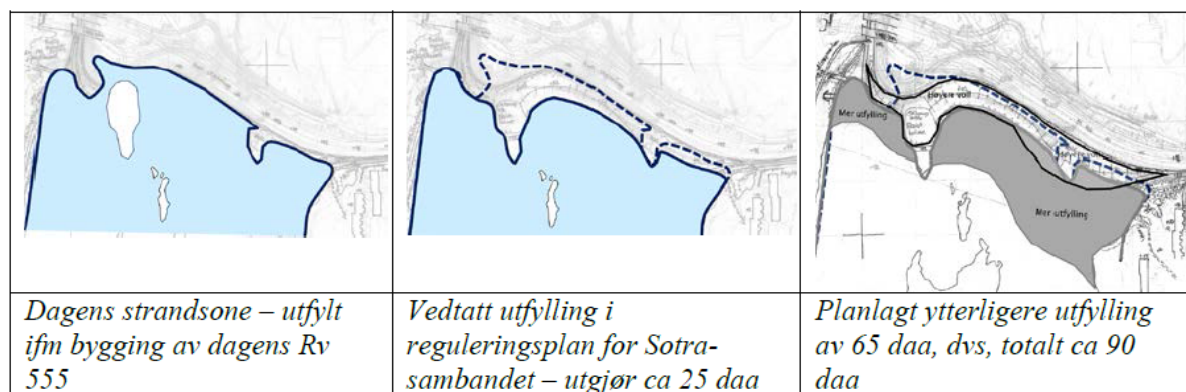 Høyere voll
Mer utfylling
Mer utfylling
Dagens strandsone – utfylt
ifm bygging av dagens Rv
555
Vedtatt utfylling i
reguleringsplan for Sotra-
sambandet – utgjør ca 25 daa
Planlagt ytterligere utfylling
av 65 daa, dvs, totalt ca 90
daa